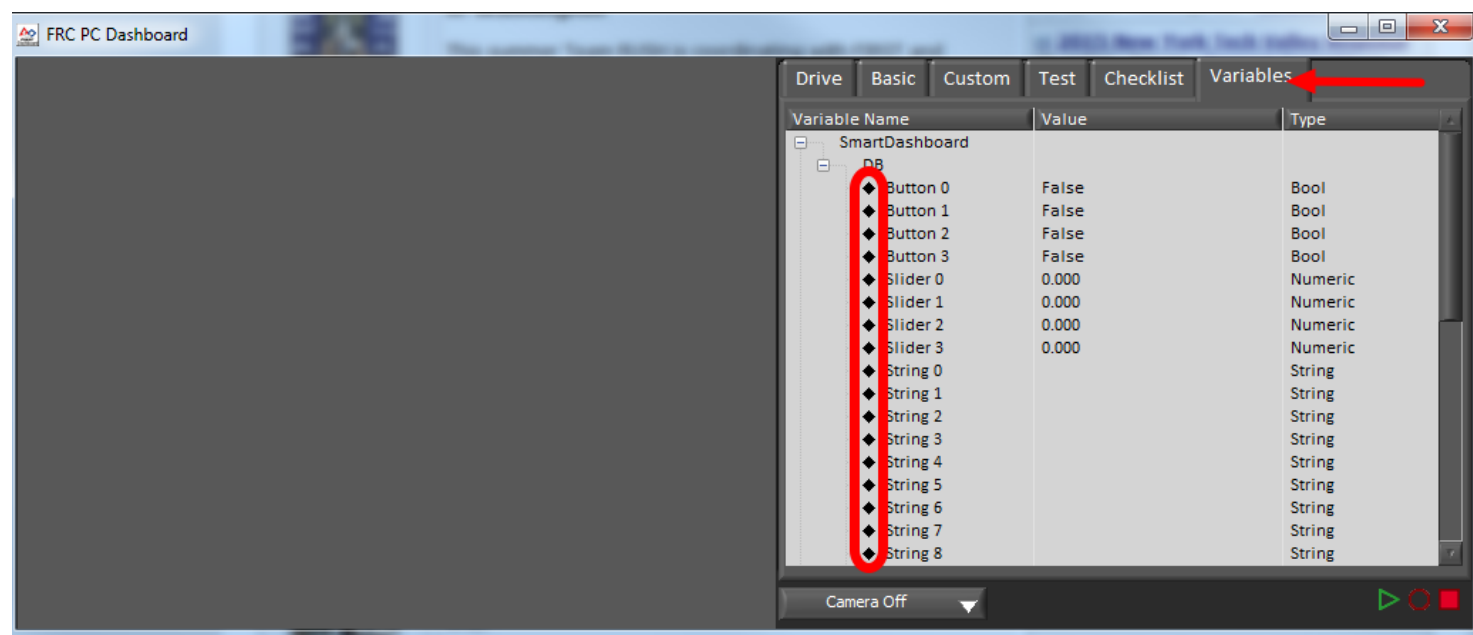 FRC PC Dashboard
Drive Basic Custom Test Checklist Variables
Variable Name Value Type
SmartDashboard
DB
Button 0 False Bool
Button 1 False Bool
Button 2 False Bool
Button 3 False Bool
Slider 0 0.000 Numeric
Slider 1 0.000 Numeric
Slider 2 0.000 Numeric
Slider 3 0.000 Numeric
String 0 String
String 1 String
String 2 String
String 3 String
String 4 String
String 5 String
String 6 String
String 7 String
String 8 String
Camera Off